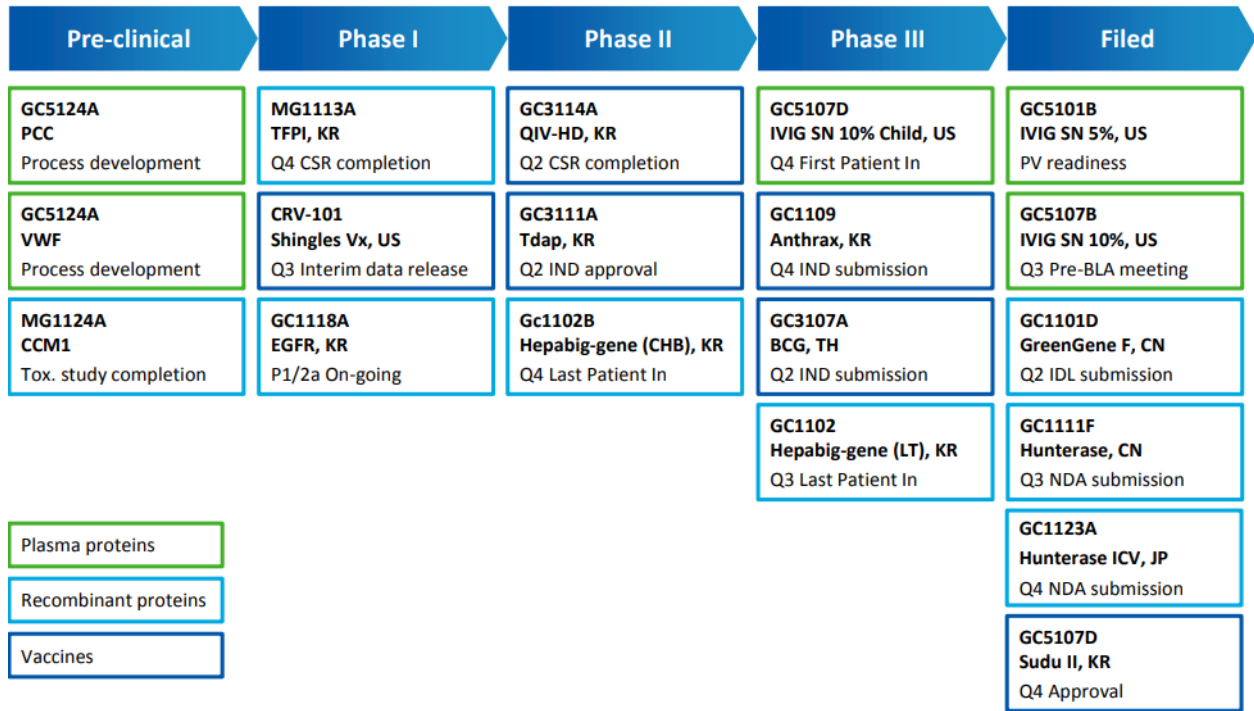 Pre-clinical
Phase I
Phase II
Phase III
Filed
GC5124A
PCC
Process development
GC5124A
VWF
Process development
MG1124A
CCM1
Tox. study completion
MG1113A
TFPI, KR
Q4 CSR completion
CRV-101
Shingles Vx, US
Q3 Interim data release
GC1118A
EGFR, KR
P1/2a On-going
GC3114A
QIV-HD, KR
Q2 CSR completion
GC3111A
Tdap, KR
Q2 IND approval
Gc1102B
Hepabig-gene (CHB), KR
Q4 Last Patient In
GC5107D
IVIG SN 10% Child, US
Q4 First Patient In
GC1109
Anthrax, KR
Q4 IND submission
GC3107A
BCG, TH
Q2 IND submission
GC1102
Hepabig-gene (LT), KR
Q3 Last Patient In
GC5101B
IVIG SN 5%, US
PV readiness
GC5107B
IVIG SN 10%, US
Q3 Pre-BLA meeting
GC1101D
GreenGene F, CN
Q2 IDL submission
GC1111F
Hunterase, CN
Q3 NDA submission
GC1123A
Hunterase ICV, JP
Q4 NDA submission
GC5107D
Sudu II, KR
Q4 Approval
Plasma proteins
Recombinant proteins
Vaccines